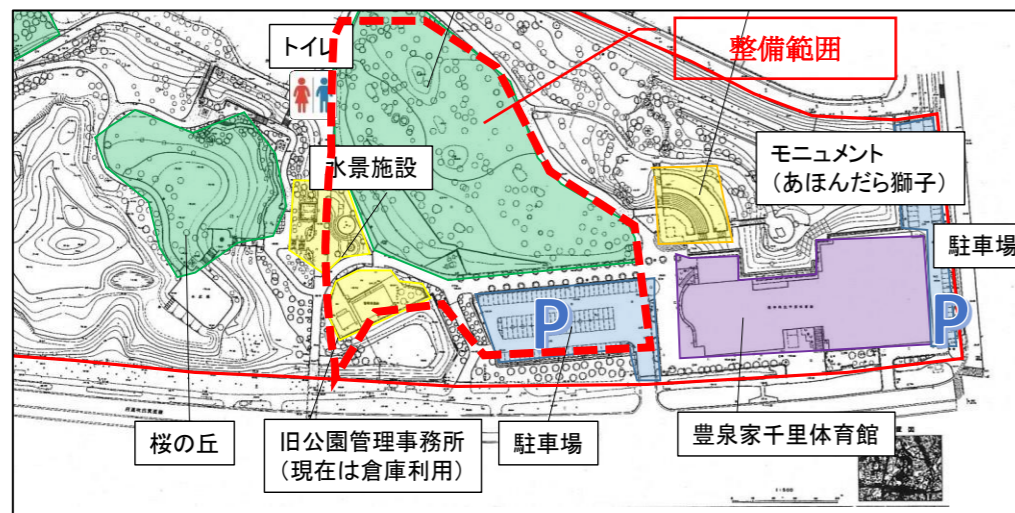 トイレ
整備範囲
水景施設
モニュメント
（あほんだら獅子）
駐車場
P
P
桜の丘
旧公園管理事務所
（現在は倉庫利用）
駐車場
豊泉家千里体育館